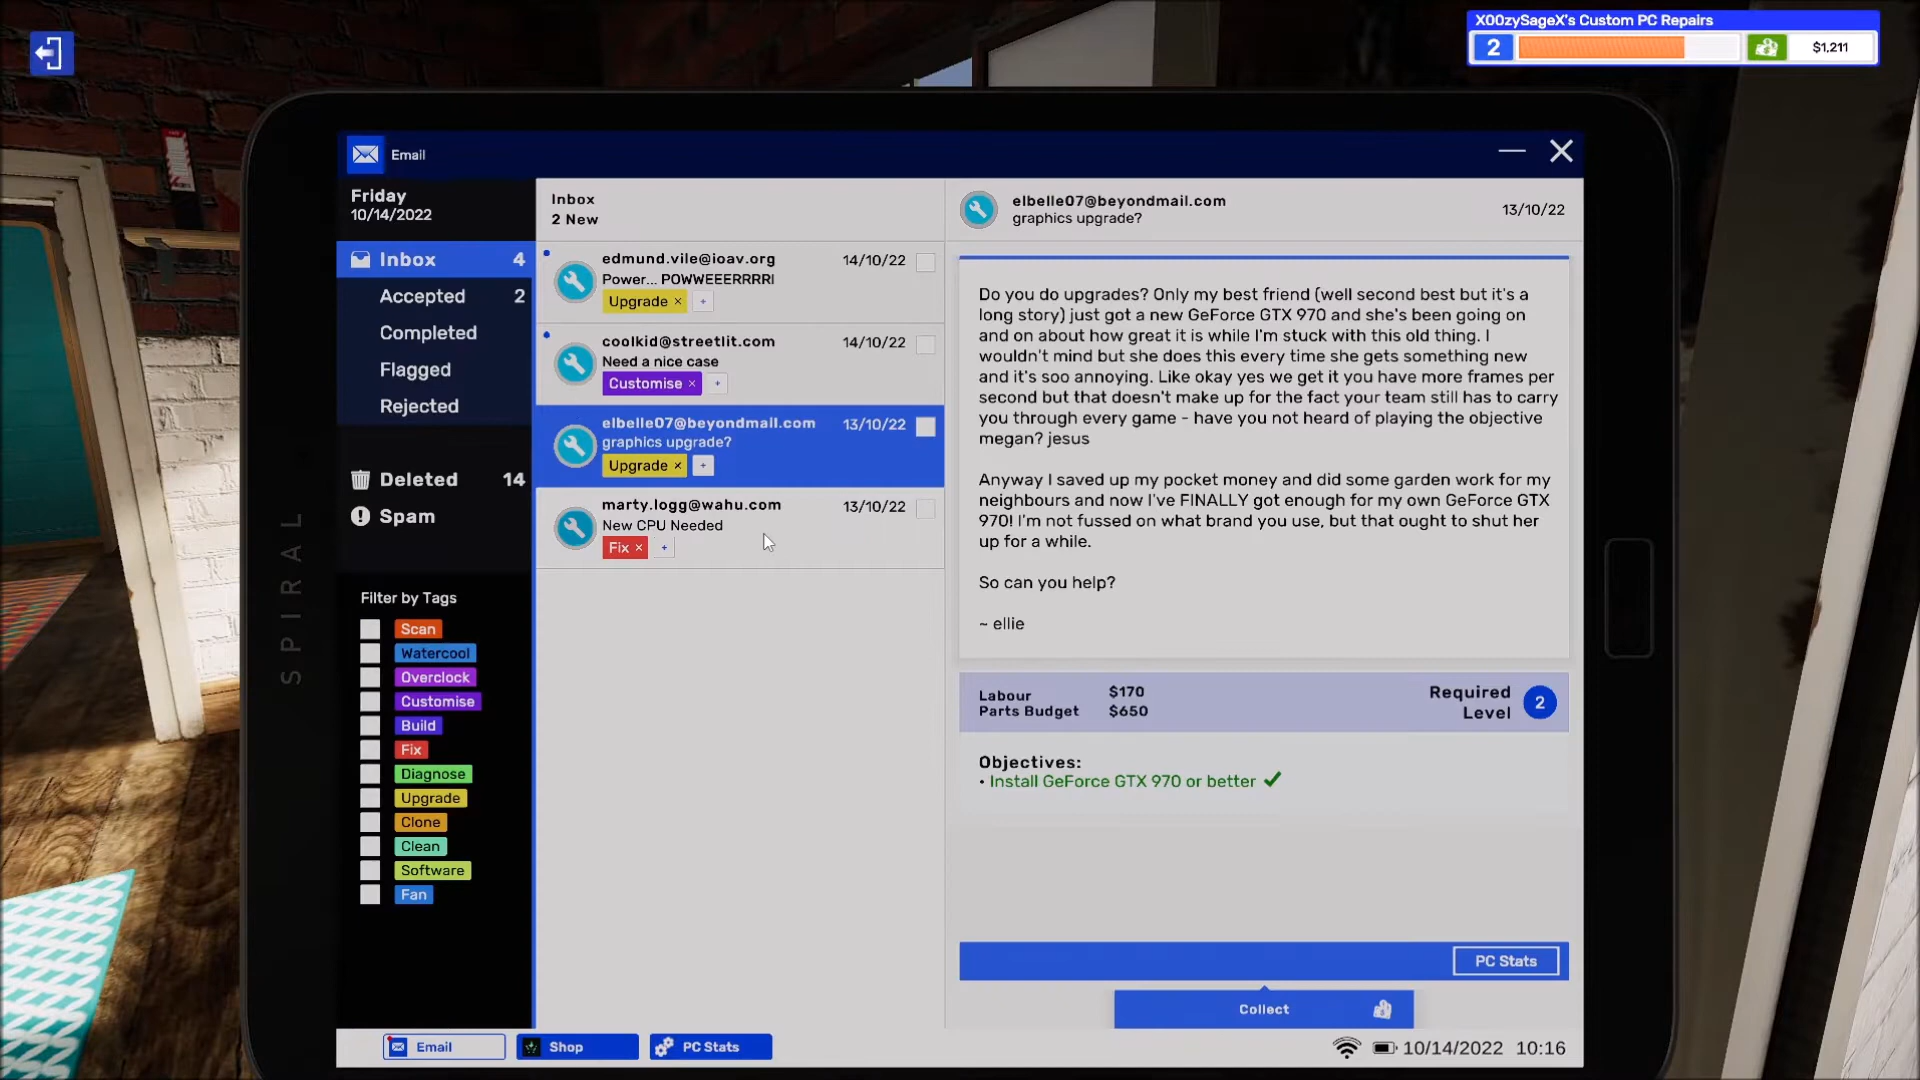 X00zySageX's Custom PC Repairs
2
$1,211
Email
Friday
10/14/2022
Inbox 4
Accepted 2
Completed
Flagged
Rejected
Deleted 14
Spam
Filter by Tags
Scan
Watercool
Overclock
Customise
Build
Fix
Diagnose
Upgrade
Clone
Clean
Software
Fan
SPIRAL
Inbox
2 New
edmund.vile@ioav.org 14/10/22
Power... POWWEEERRRR!
Upgrade × +
coolkid@streetlit.com 14/10/22
Need a nice case
Customise × +
elbelle07@beyondmail.com 13/10/22
graphics upgrade?
Upgrade × +
marty.logg@wahu.com 13/10/22
New CPU Needed
Fix × +
elbelle07@beyondmail.com
graphics upgrade?
13/10/22
Do you do upgrades? Only my best friend (well second best but it's a
long story) just got a new GeForce GTX 970 and she's been going on
and on about how great it is while I'm stuck with this old thing. I
wouldn't mind but she does this every time she gets something new
and it's soo annoying. Like okay yes we get it you have more frames per
second but that doesn't make up for the fact your team still has to carry
you through every game - have you not heard of playing the objective
megan? jesus
Anyway I saved up my pocket money and did some garden work for my
neighbours and now I've FINALLY got enough for my own GeForce GTX
970! I'm not fussed on what brand you use, but that ought to shut her
up for a while.
So can you help?
~ ellie
Labour $170
Parts Budget $650
Required
Level
2
Objectives:
• Install GeForce GTX 970 or better ✓
PC Stats
Collect
Email
Shop
PC Stats
10/14/2022 10:16